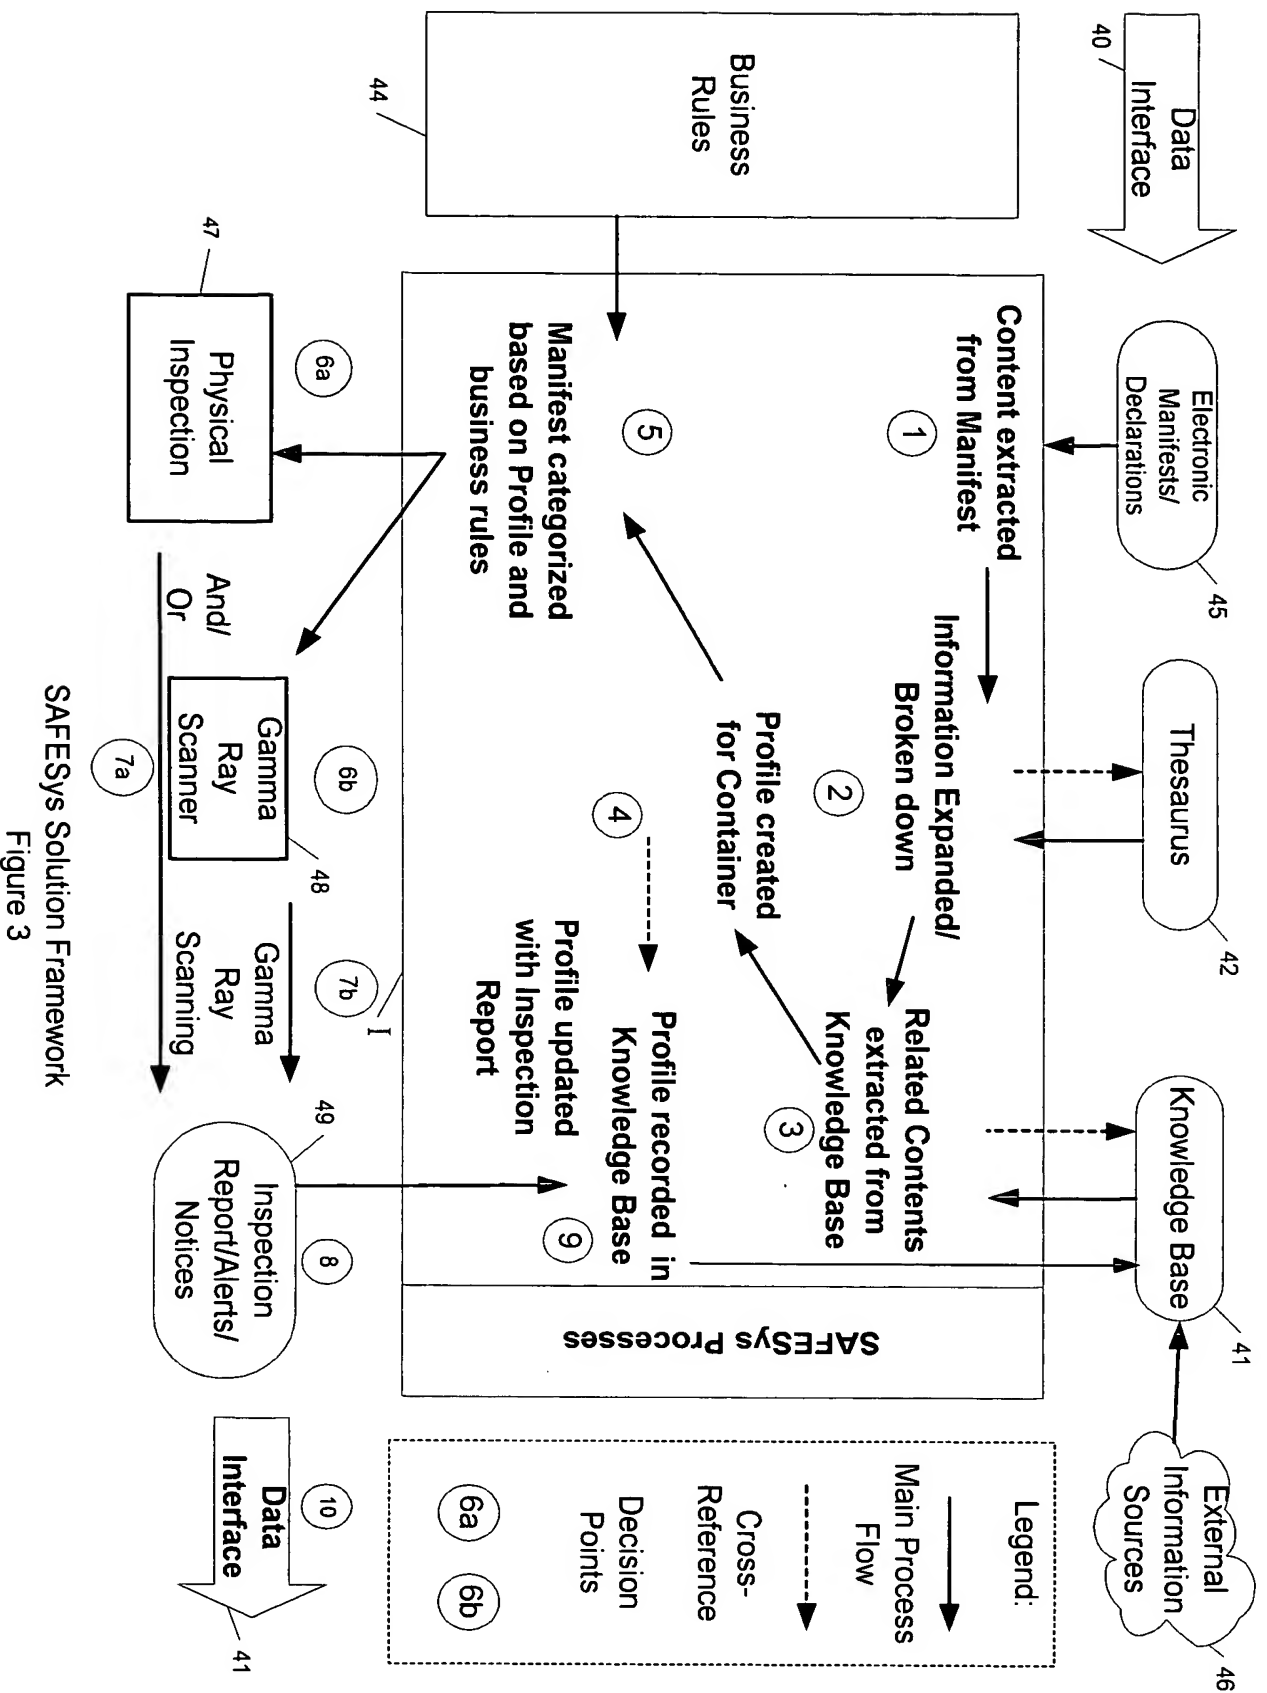 40
Data
Interface
Electronic
Manifests/
Declarations
45
Thesaurus
42
Knowledge Base
41
External
Information
Sources
46
44
Business
Rules
Content extracted
from Manifest
1
Information Expanded/
Broken down
2
Related Contents
extracted from
Knowledge Base
3
Profile created
for Container
4
Profile recorded in
Knowledge Base
5
Manifest categorized
based on Profile and
business rules
Profile updated
with Inspection
Report
9
SAFESys Processes
I
Legend:
Main Process
Flow
Cross-
Reference
Decision
Points
6a
6b
47
6a
Physical
Inspection
And/
Or
6b
Gamma
Ray
Scanner
48
7a
7b
Gamma
Ray
Scanning
49
8
Inspection
Report/Alerts/
Notices
10
Data
Interface
41
SAFESys Solution Framework
Figure 3